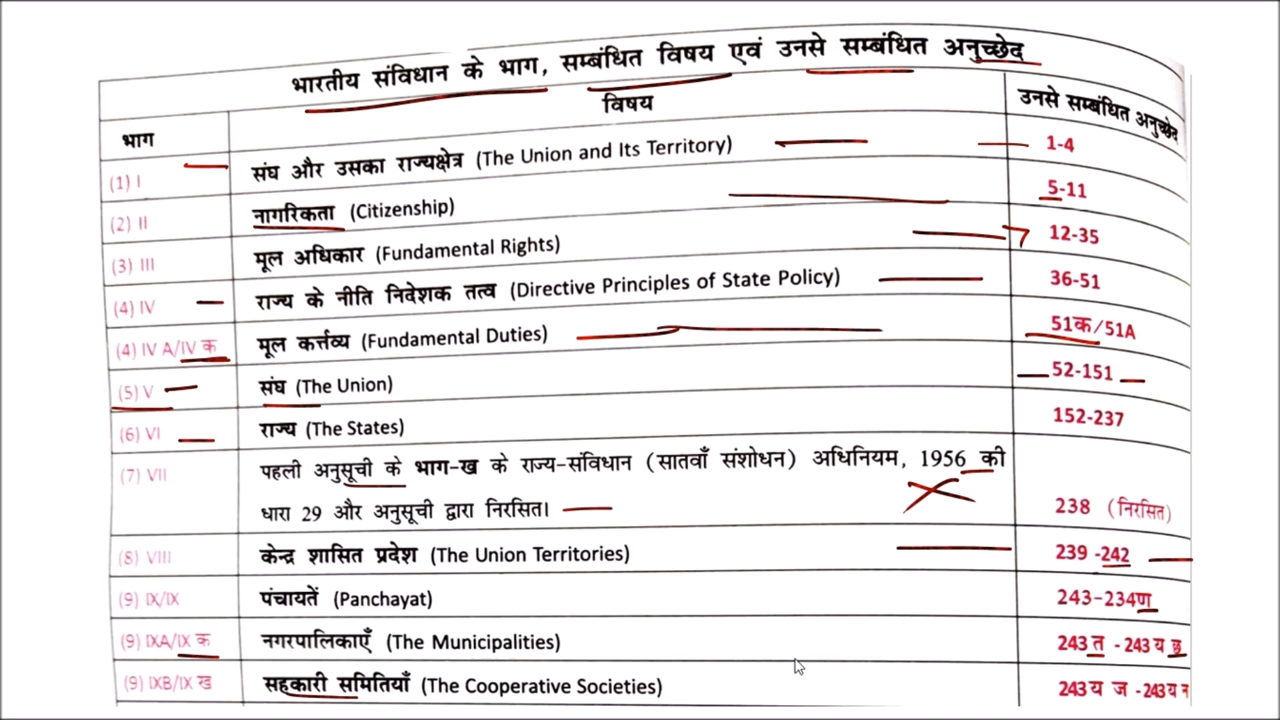 भारतीय संविधान के भाग, सम्बंधित विषय एवं उनसे सम्बंधित अनुच्छेद
भाग विषय उनसे सम्बंधित अनुच्छेद
(1) I संघ और उसका राज्यक्षेत्र (The Union and Its Territory) 1-4
(2) II नागरिकता (Citizenship) 5-11
(3) III मूल अधिकार (Fundamental Rights) 12-35
(4) IV राज्य के नीति निदेशक तत्व (Directive Principles of State Policy) 36-51
(4) IV A/IV क मूल कर्त्तव्य (Fundamental Duties) 51क/51A
(5) V संघ (The Union) 52-151
(6) VI राज्य (The States) 152-237
(7) VII पहली अनुसूची के भाग-ख के राज्य-संविधान (सातवाँ संशोधन) अधिनियम, 1956 की
धारा 29 और अनुसूची द्वारा निरसित। 238 (निरसित)
(8) VIII केन्द्र शासित प्रदेश (The Union Territories) 239 -242
(9) IX/IX पंचायतें (Panchayat) 243-234ण
(9) IXA/IX क नगरपालिकाएँ (The Municipalities) 243 त - 243 य छ
(9) IXB/IX ख सहकारी समितियाँ (The Cooperative Societies) 243 य ज -243 य न